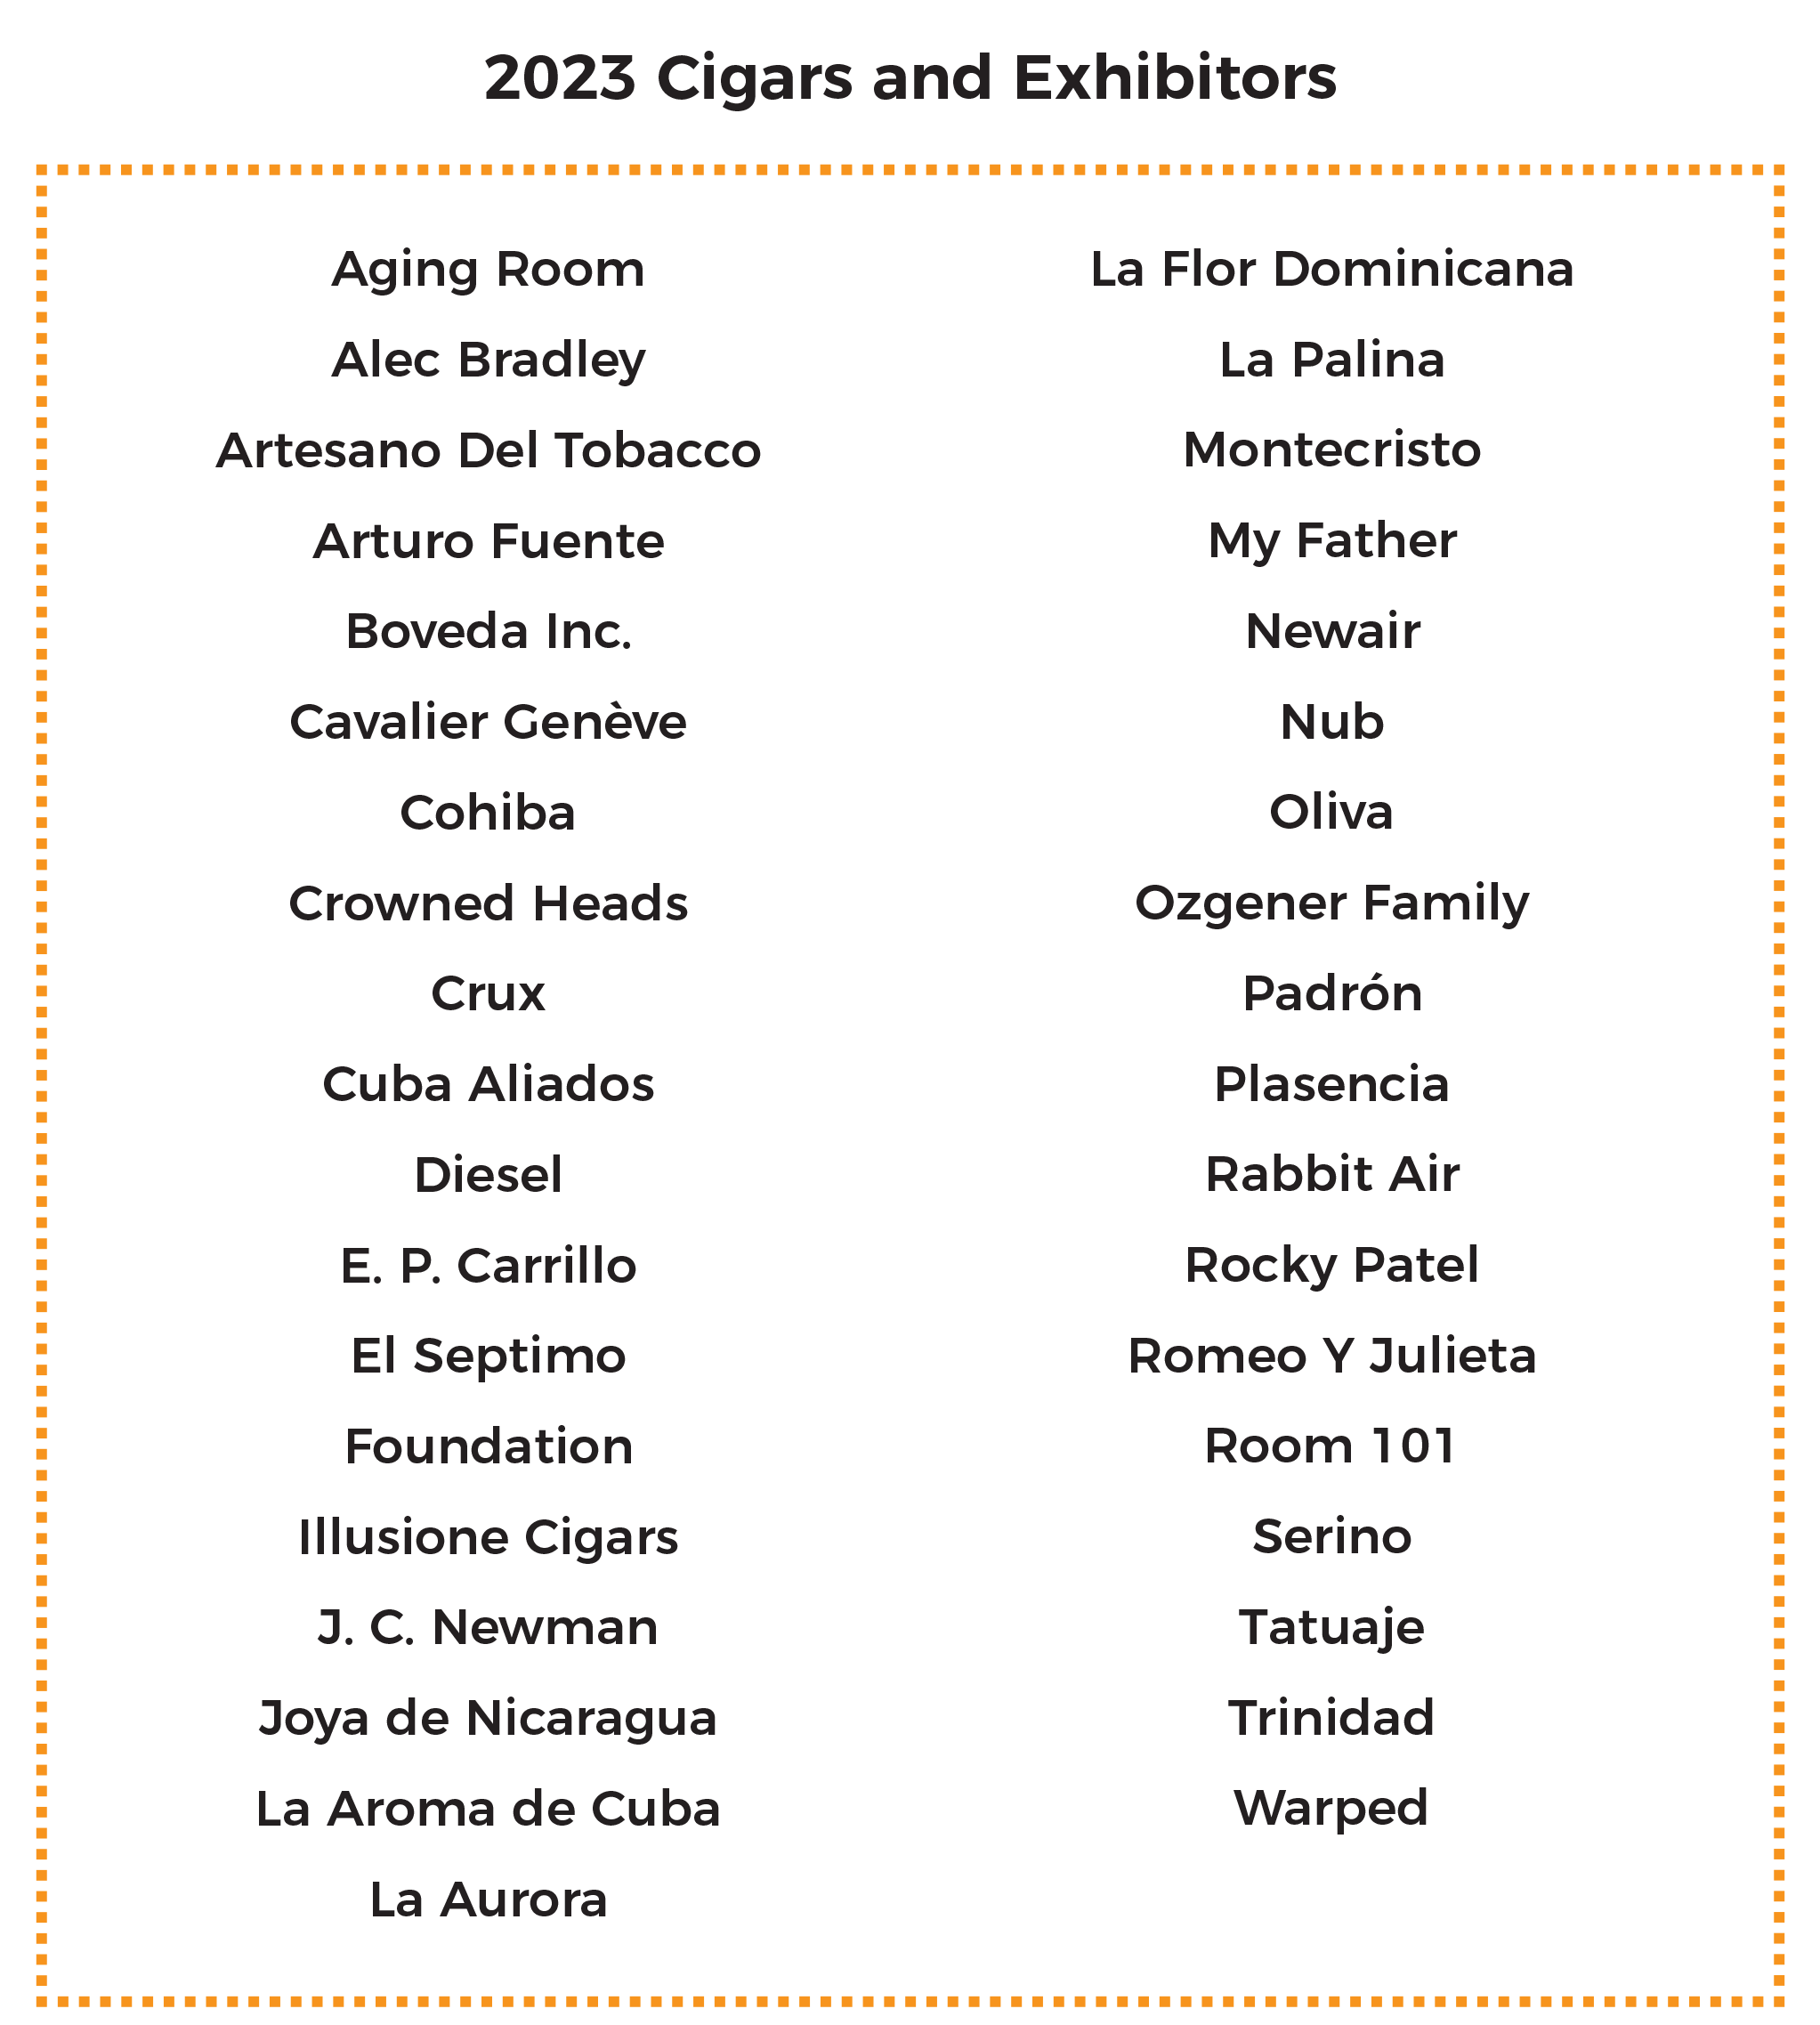 2023 Cigars and Exhibitors
Aging Room
Alec Bradley
Artesano Del Tobacco
Arturo Fuente
Boveda Inc.
Cavalier Genève
Cohiba
Crowned Heads
Crux
Cuba Aliados
Diesel
E. P. Carrillo
El Septimo
Foundation
Illusione Cigars
J. C. Newman
Joya de Nicaragua
La Aroma de Cuba
La Aurora
La Flor Dominicana
La Palina
Montecristo
My Father
Newair
Nub
Oliva
Ozgener Family
Padrón
Plasencia
Rabbit Air
Rocky Patel
Romeo Y Julieta
Room 101
Serino
Tatuaje
Trinidad
Warped